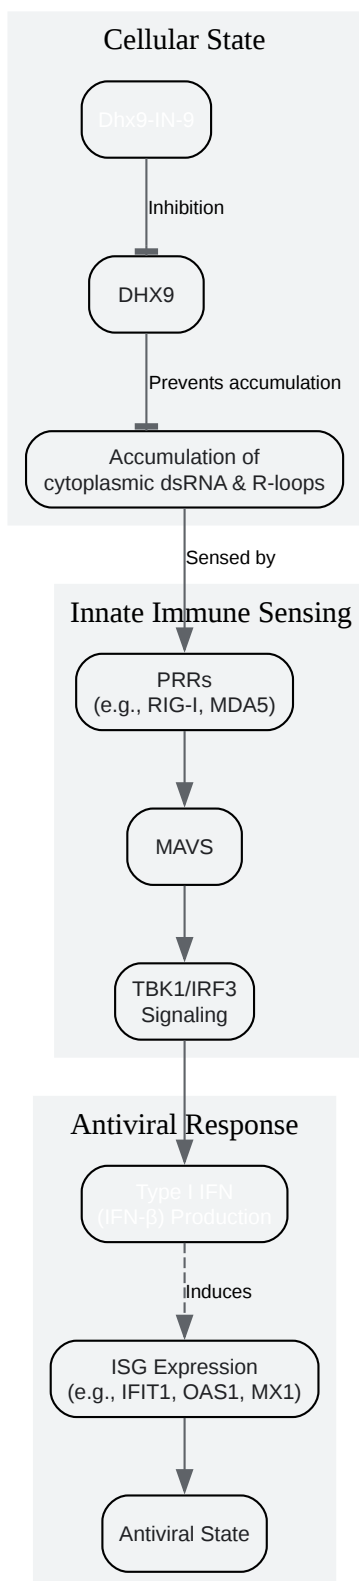 Cellular State
Dhx9-IN-9
Inhibition
DHX9
Prevents accumulation
Accumulation of
cytoplasmic dsRNA & R-loops
Sensed by
Innate Immune Sensing
PRRs
(e.g., RIG-I, MDA5)
MAVS
TBK1/IRF3
Signaling
Antiviral Response
Type I IFN
(IFN-β) Production
Induces
ISG Expression
(e.g., IFIT1, OAS1, MX1)
Antiviral State